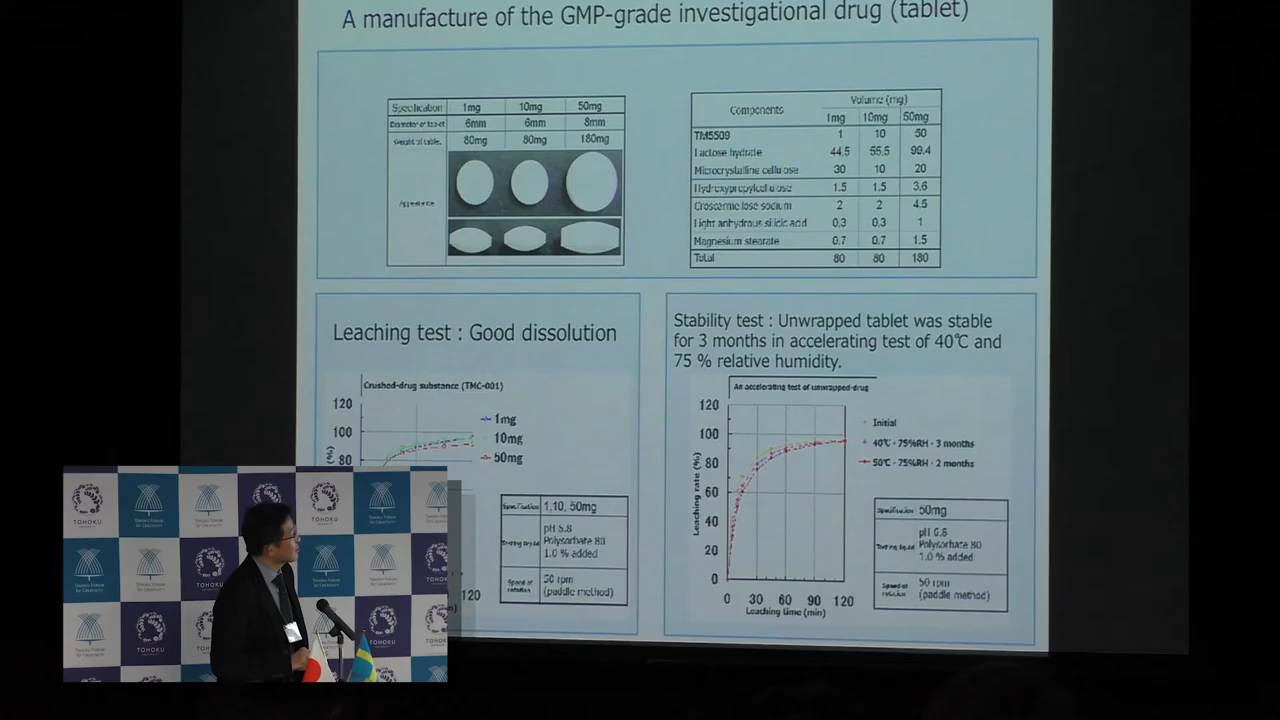 A manufacture of the GMP-grade investigational drug (tablet)
Specification 1mg 10mg 50mg
Diameter of tablet 6mm 6mm 8mm
Weight of tablet 80mg 80mg 180mg
Appearance
Components Volume (mg)
1mg 10mg 50mg
TM5509 1 10 50
Lactose hydrate 44.5 55.5 99.4
Microcrystalline cellulose 30 10 20
Hydroxypropylcellulose 1.5 1.5 3.6
Croscarmellose sodium 2 2 4.5
Light anhydrous silicic acid 0.3 0.3 1
Magnesium stearate 0.7 0.7 1.5
Total 80 80 180
Leaching test : Good dissolution
Crushed-drug substance (TMC-001)
120
100
80
(%)
1mg
10mg
50mg
Specification 1,10, 50mg
Testing liquid pH 6.8
Polysorbate 80
1.0 % added
Speed of rotation 50 rpm
(paddle method)
120
Stability test : Unwrapped tablet was stable
for 3 months in accelerating test of 40℃ and
75 % relative humidity.
An accelerating test of unwrapped-drug
120
100
80
60
40
20
0
Leaching rate (%)
0 30 60 90 120
Leaching time (min)
Initial
40℃・75%RH・3 months
50℃・75%RH・2 months
Specification 50mg
Testing liquid pH 6.8
Polysorbate 80
1.0 % added
Speed of rotation 50 rpm
(paddle method)
TOHOKU
UNIVERSITY
TOHOKU FORUM
for CREATIVITY